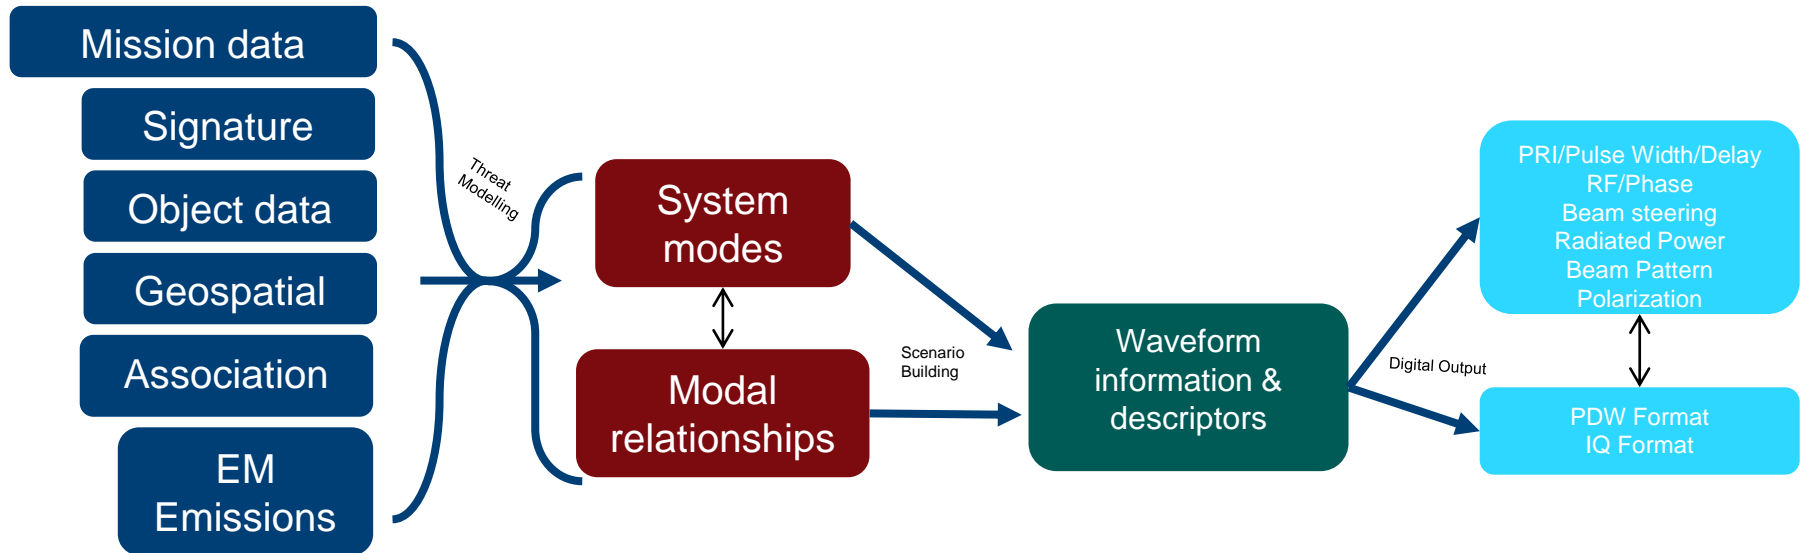 Mission data
Signature
Object data
Geospatial
Association
EM
Emissions
Threat
Modelling
System
modes
Modal
relationships
Scenario
Building
Waveform
information &
descriptors
Digital Output
PRI/Pulse Width/Delay
RF/Phase
Beam steering
Radiated Power
Beam Pattern
Polarization
PDW Format
IQ Format